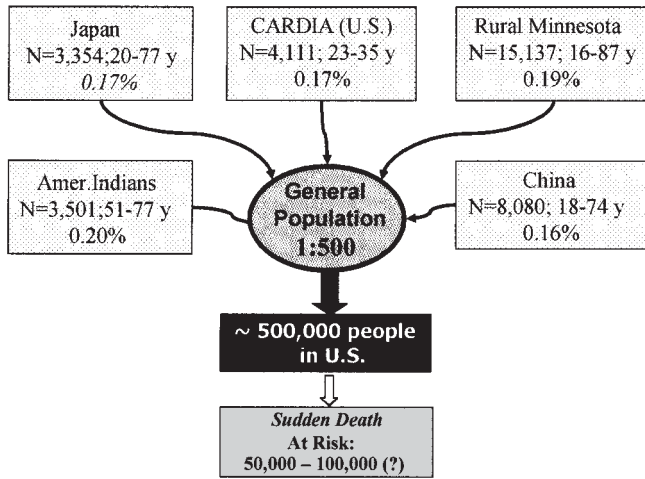 Japan
N=3,354;20-77 y
0.17%
CARDIA (U.S.)
N=4,111; 23-35 y
0.17%
Rural Minnesota
N=15,137; 16-87 y
0.19%
Amer.Indians
N=3,501;51-77 y
0.20%
General
Population
1:500
China
N=8,080; 18-74 y
0.16%
~ 500,000 people
in U.S.
Sudden Death
At Risk:
50,000 – 100,000 (?)